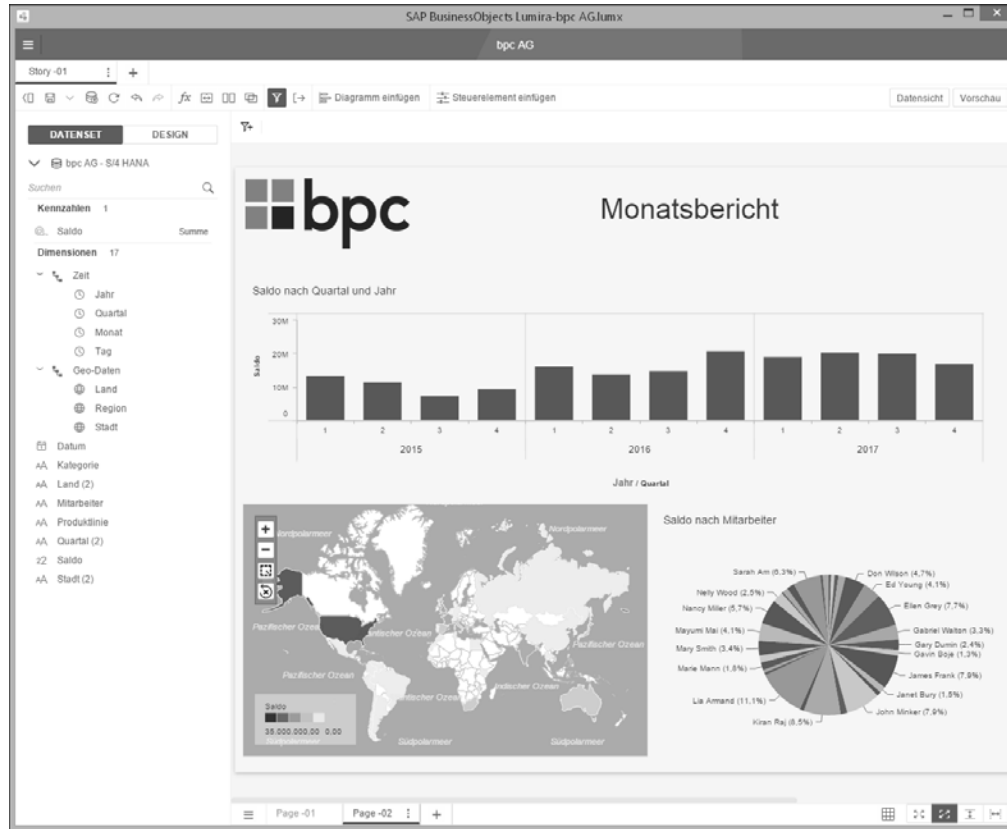 SAP BusinessObjects Lumira-bpc AG.lumx
bpc AG
Story -01
Diagramm einfügen
Steuerelement einfügen
Datensicht
Vorschau
DATENSET
DESIGN
bpc AG - S/4 HANA
Suchen
Kennzahlen 1
Saldo Summe
Dimensionen 17
Zeit
Jahr
Quartal
Monat
Tag
Geo-Daten
Land
Region
Stadt
Datum
Kategorie
Land (2)
Mitarbeiter
Produktlinie
Quartal (2)
Saldo
Stadt (2)
bpc
Monatsbericht
Saldo nach Quartal und Jahr
Saldo
30M
20M
10M
0
1 2 3 4 1 2 3 4 1 2 3 4
2015 2016 2017
Jahr / Quartal
Nordpolarmeer
Nordpolarmeer
Pazifischer Ozean
Pazifischer Ozean
Pazifischer Ozean
Indischer Ozean
Südpolarmeer
Südpolarmeer
Südpolarmeer
Saldo
35.000.000,00 0.00
Saldo nach Mitarbeiter
Sarah Am (6,3%)
Don Wilson (4,7%)
Ed Young (4,1%)
Nelly Wood (2,5%)
Nancy Miller (5,7%)
Ellen Grey (7,7%)
Mayumi Mai (4,1%)
Gabriel Walton (3,3%)
Mary Smith (3,4%)
Gary Dumin (2,4%)
Gavin Boje (1,3%)
Marie Mann (1,8%)
James Frank (7,9%)
Lia Armand (11,1%)
Janet Bury (1,8%)
John Minker (7,9%)
Kiran Raj (8,5%)
Page -01
Page -02